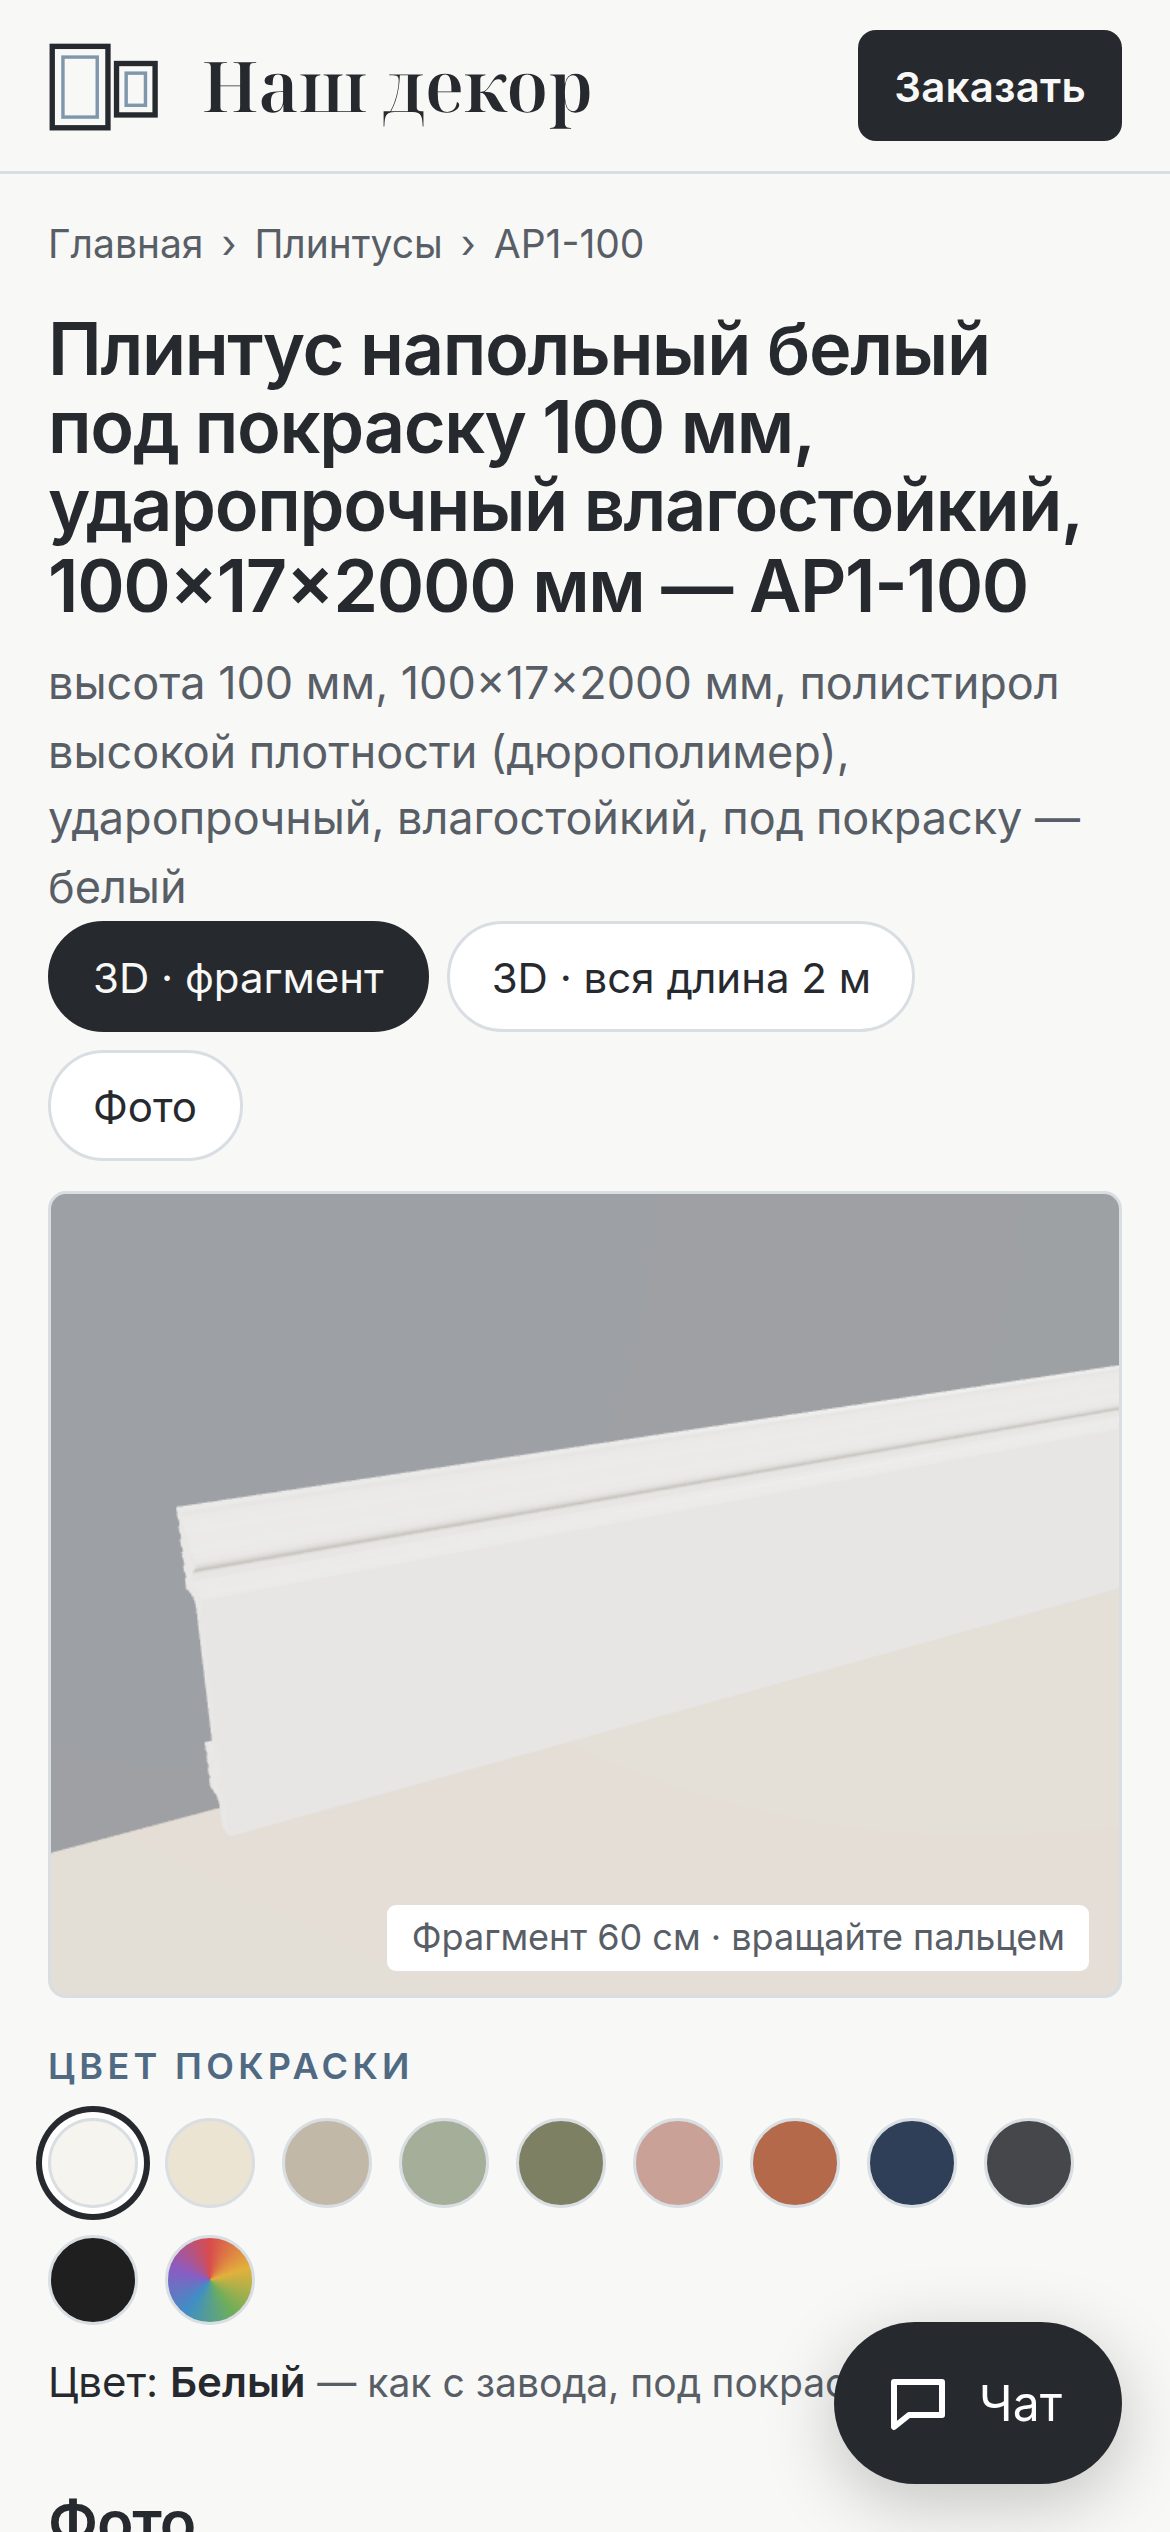 Наш декор
Заказать
Главная › Плинтусы › AP1-100
Плинтус напольный белый
под покраску 100 мм,
ударопрочный влагостойкий,
100×17×2000 мм — AP1-100
высота 100 мм, 100×17×2000 мм, полистирол
высокой плотности (дюрополимер),
ударопрочный, влагостойкий, под покраску —
белый
3D · фрагмент
3D · вся длина 2 м
Фото
Фрагмент 60 см · вращайте пальцем
ЦВЕТ ПОКРАСКИ
Цвет: Белый — как с завода, под покрас
Чат
Фото